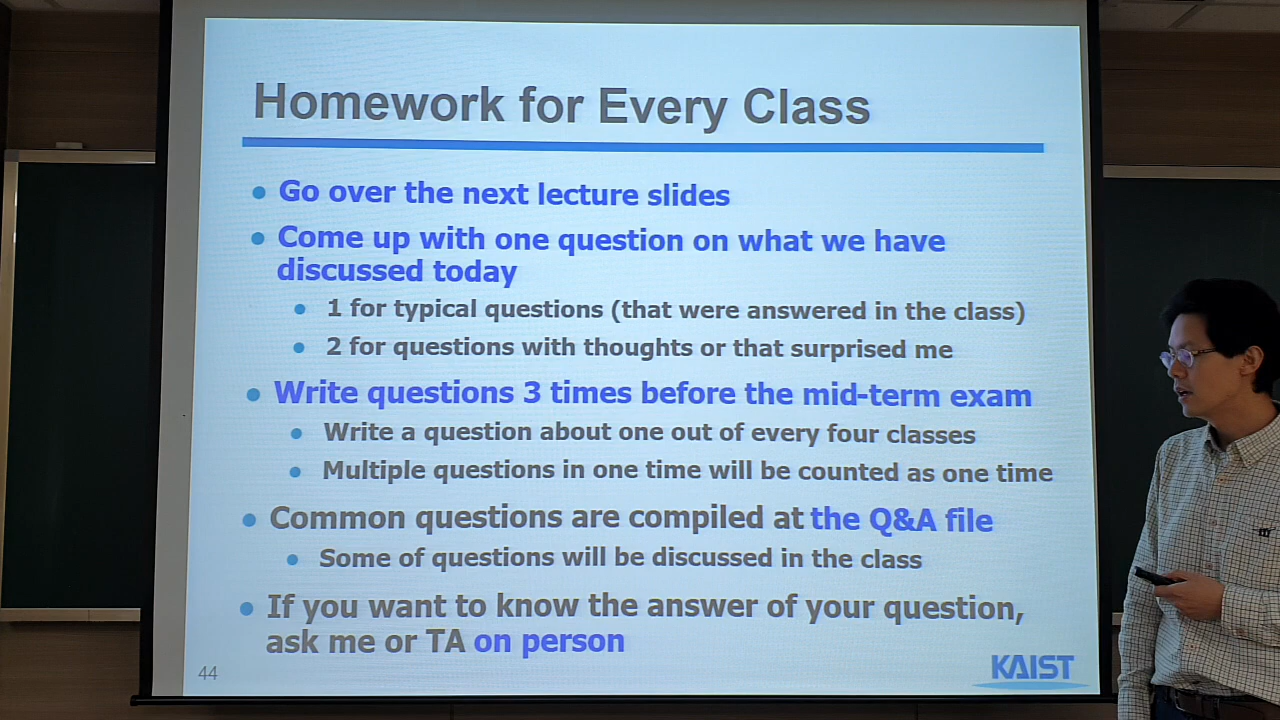 Homework for Every Class
• Go over the next lecture slides
• Come up with one question on what we have
discussed today
• 1 for typical questions (that were answered in the class)
• 2 for questions with thoughts or that surprised me
• Write questions 3 times before the mid-term exam
• Write a question about one out of every four classes
• Multiple questions in one time will be counted as one time
• Common questions are compiled at the Q&A file
• Some of questions will be discussed in the class
• If you want to know the answer of your question,
ask me or TA on person
44
KAIST